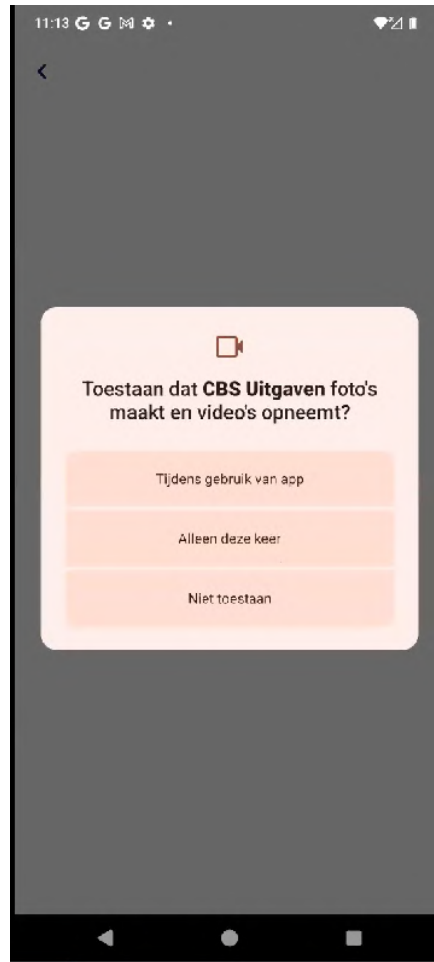 11:13 G G M
Toestaan dat CBS Uitgaven foto's
maakt en video's opneemt?
Tijdens gebruik van app
Alleen deze keer
Niet toestaan